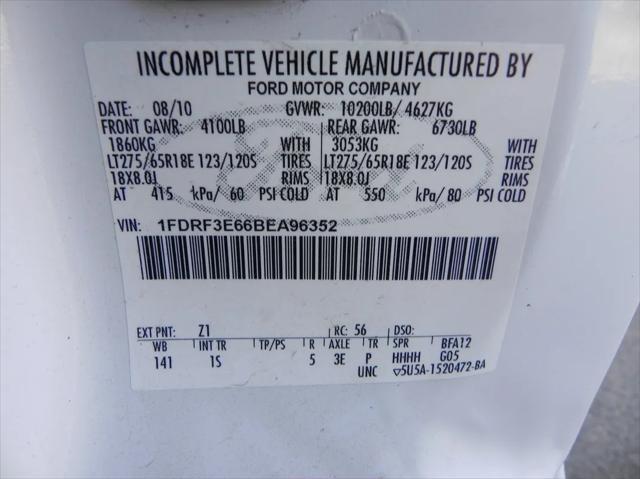 INCOMPLETE VEHICLE MANUFACTURED BY
FORD MOTOR COMPANY
DATE: 08/10 GVWR: 10200LB/ 4627KG
FRONT GAWR: 4100LB REAR GAWR: 6730LB
1860KG WITH 3053KG WITH
LT275/65R18E 123/120S TIRES LT275/65R18E 123/120S TIRES
18X8.0J RIMS 18X8.0J RIMS
AT 415 kPa/ 60 PSI COLD AT 550 kPa/ 80 PSI COLD
VIN: 1FDRF3E66BEA96352
EXT PNT: Z1 RC: 56 DSO:
WB INT TR TP/PS R AXLE TR SPR BFA12
141 1S 5 3E P HHHH G05
UNC ▽5U5A-1520472-BA